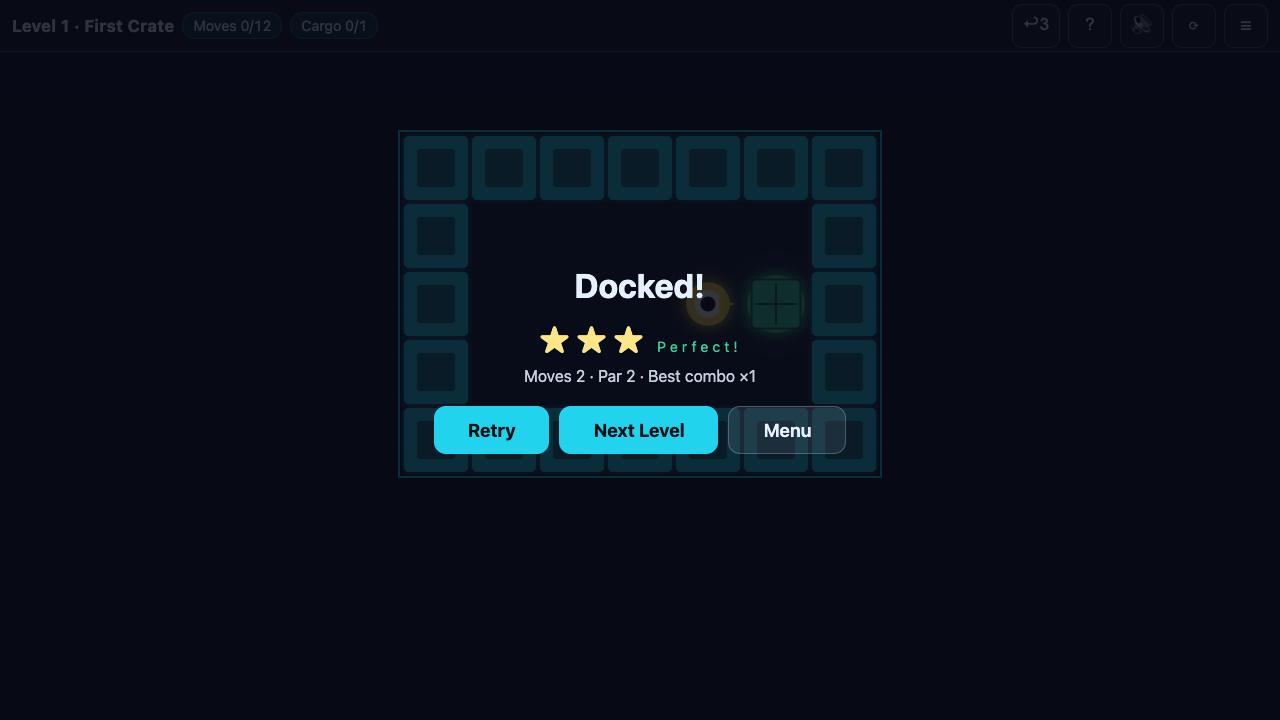 Level 1 · First Crate Moves 0/12 Cargo 0/1 ↩3 ? ⟳ ≡
Docked!
Perfect!
Moves 2 · Par 2 · Best combo ×1
Retry Next Level Menu